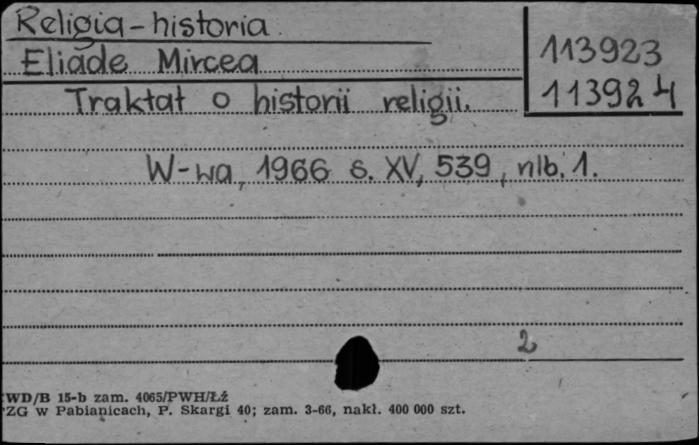 Religia-historia
113923
Eliade Mircea
113924
Traktat o historii religii.
W-wa, 1966 s. XV, 539, nlb. 1.
2
WD/B 15-b zam. 4065/PWH/Łź
ZG w Pabianicach, P. Skargi 40; zam. 3-66, nakł. 400 000 szt.